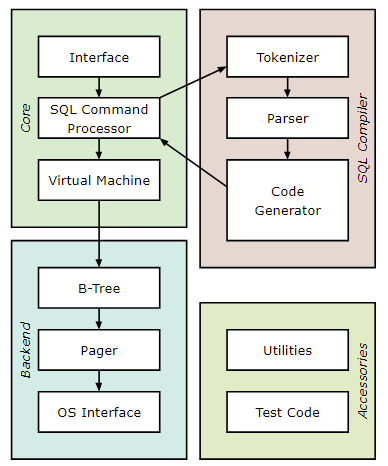 Core
Interface
SQL Command
Processor
Virtual Machine
SQL Compiler
Tokenizer
Parser
Code
Generator
Backend
B-Tree
Pager
OS Interface
Accessories
Utilities
Test Code